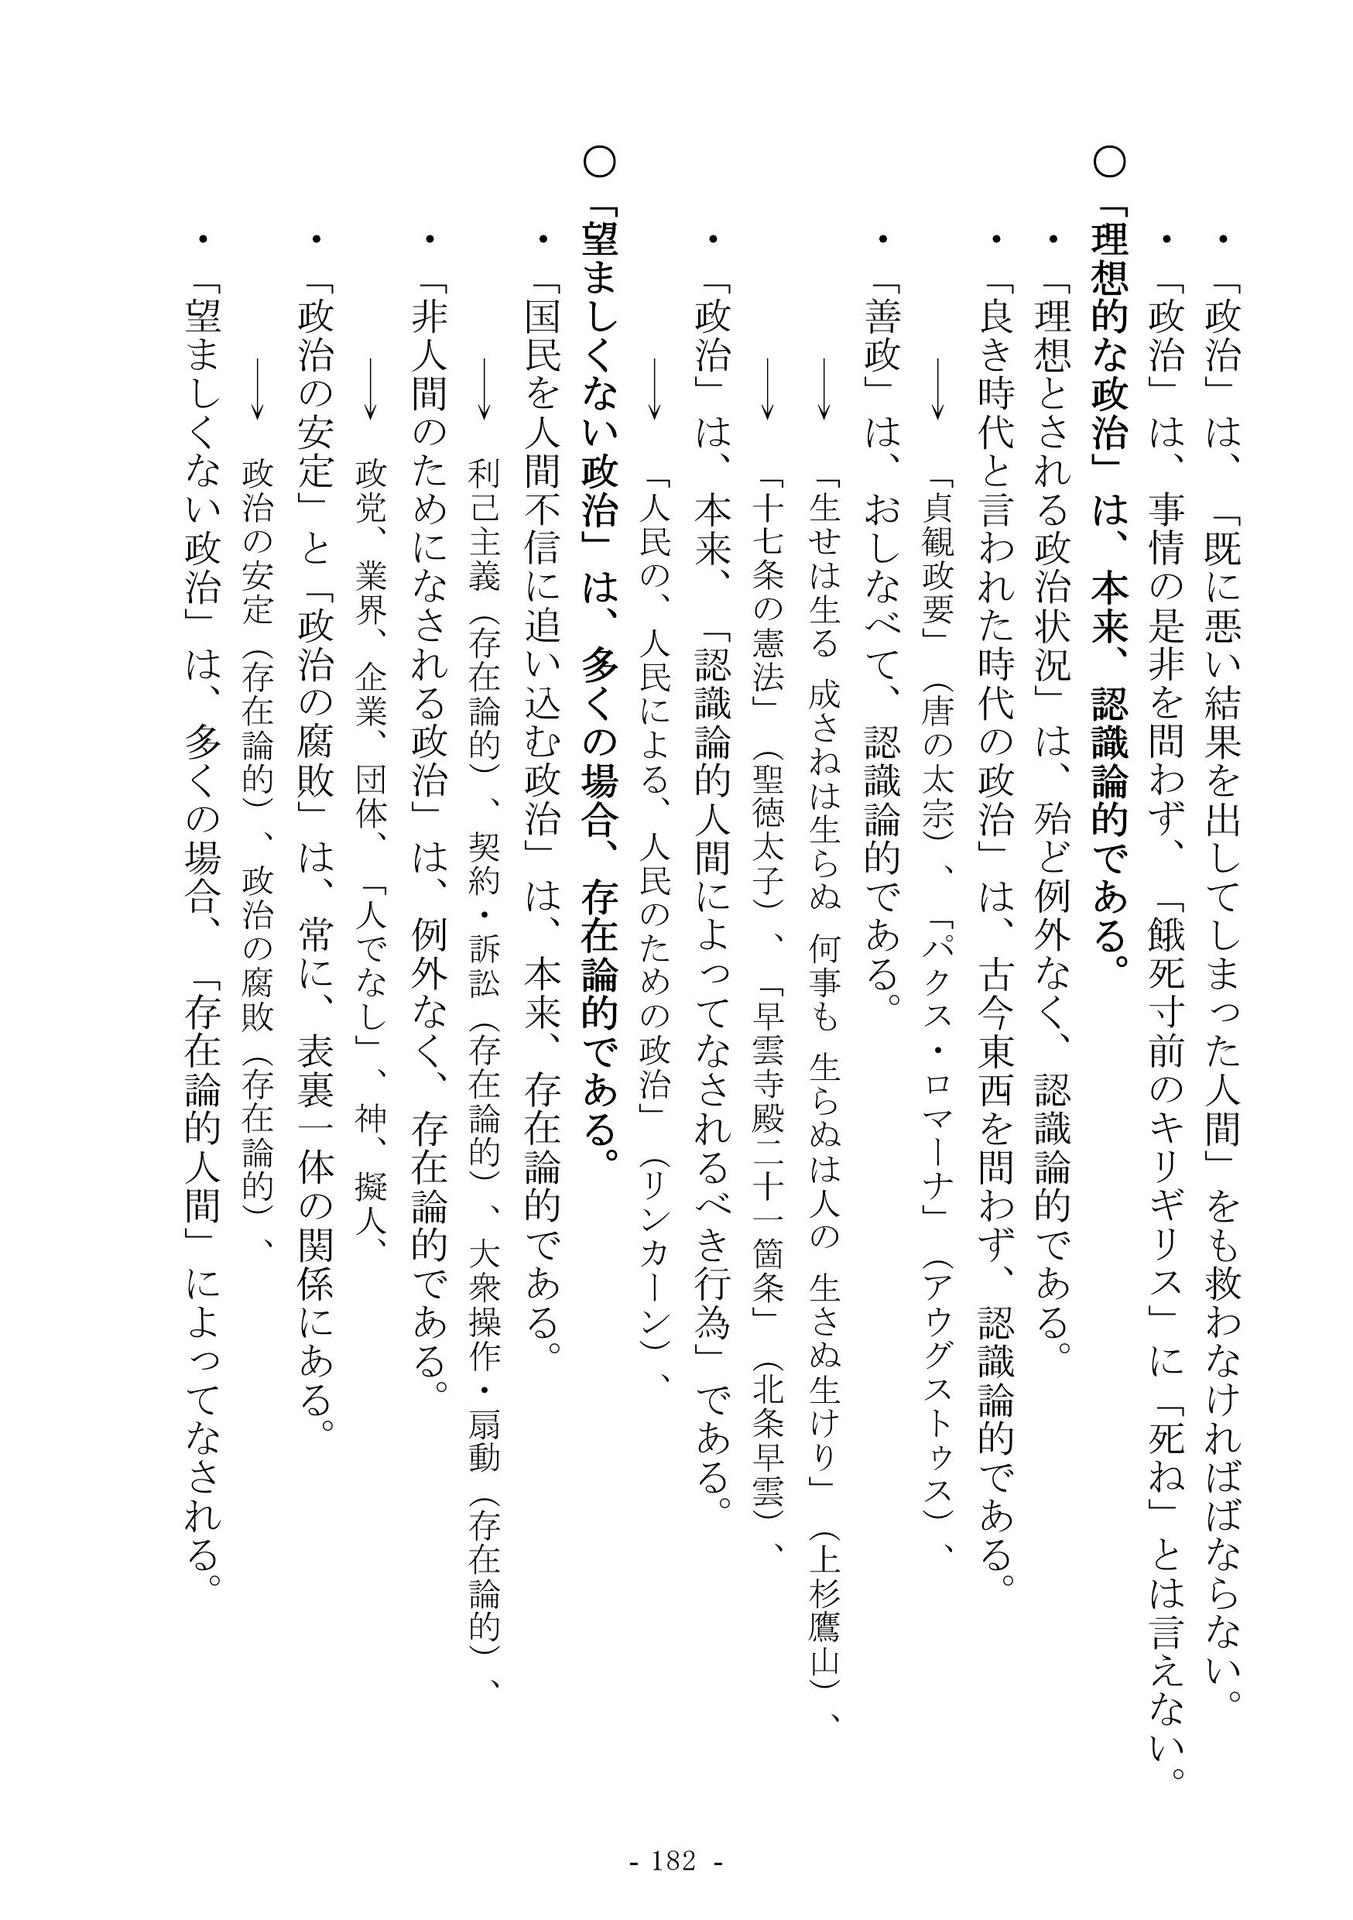 ・「政治」は、「既に悪い結果を出してしまった人間」をも救わなければばならない。
・「政治」は、事情の是非を問わず、「餓死寸前のキリギリス」に「死ね」とは言えない。
○「理想的な政治」は、本来、認識論的である。
・「理想とされる政治状況」は、殆ど例外なく、認識論的である。
・「良き時代と言われた時代の政治」は、古今東西を問わず、認識論的である。
→「貞観政要」（唐の太宗）、「パクス・ロマーナ」（アウグストゥス）、
・「善政」は、おしなべて、認識論的である。
→「生せは生る 成さねは生らぬ 何事も 生らぬは人の 生さぬ生けり」（上杉鷹山）、
→「十七条の憲法」（聖徳太子）、「早雲寺殿二十一箇条」（北条早雲）、
・「政治」は、本来、「認識論的人間によってなされるべき行為」である。
→「人民の、人民による、人民のための政治」（リンカーン）、
○「望ましくない政治」は、多くの場合、存在論的である。
・「国民を人間不信に追い込む政治」は、本来、存在論的である。
→利己主義（存在論的）、契約・訴訟（存在論的）、大衆操作・扇動（存在論的）、
・「非人間のためになされる政治」は、例外なく、存在論的である。
→政党、業界、企業、団体、「人でなし」、神、擬人、
・「政治の安定」と「政治の腐敗」は、常に、表裏一体の関係にある。
→政治の安定（存在論的）、政治の腐敗（存在論的）、
・「望ましくない政治」は、多くの場合、「存在論的人間」によってなされる。
- 182 -